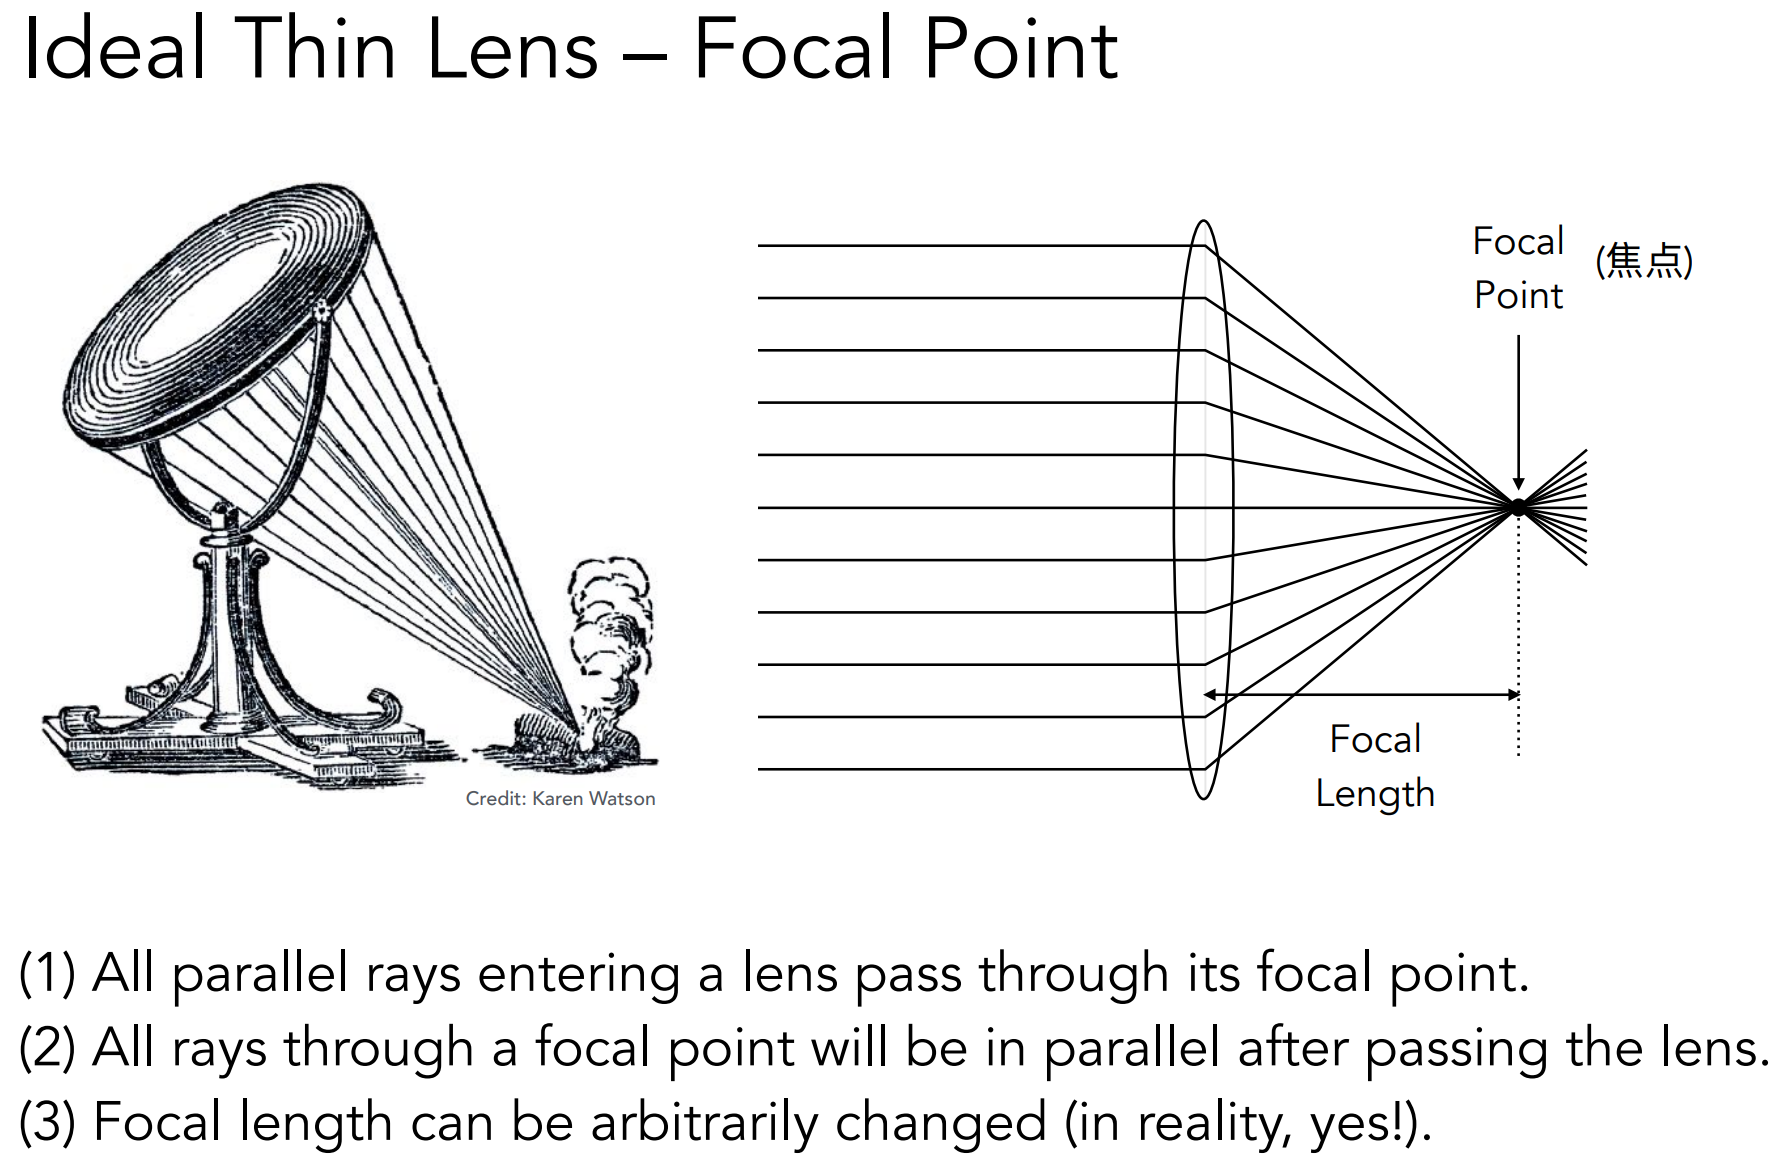 Ideal Thin Lens – Focal Point
Focal
Point
(焦点)
Focal
Length
Credit: Karen Watson
(1) All parallel rays entering a lens pass through its focal point.
(2) All rays through a focal point will be in parallel after passing the lens.
(3) Focal length can be arbitrarily changed (in reality, yes!).